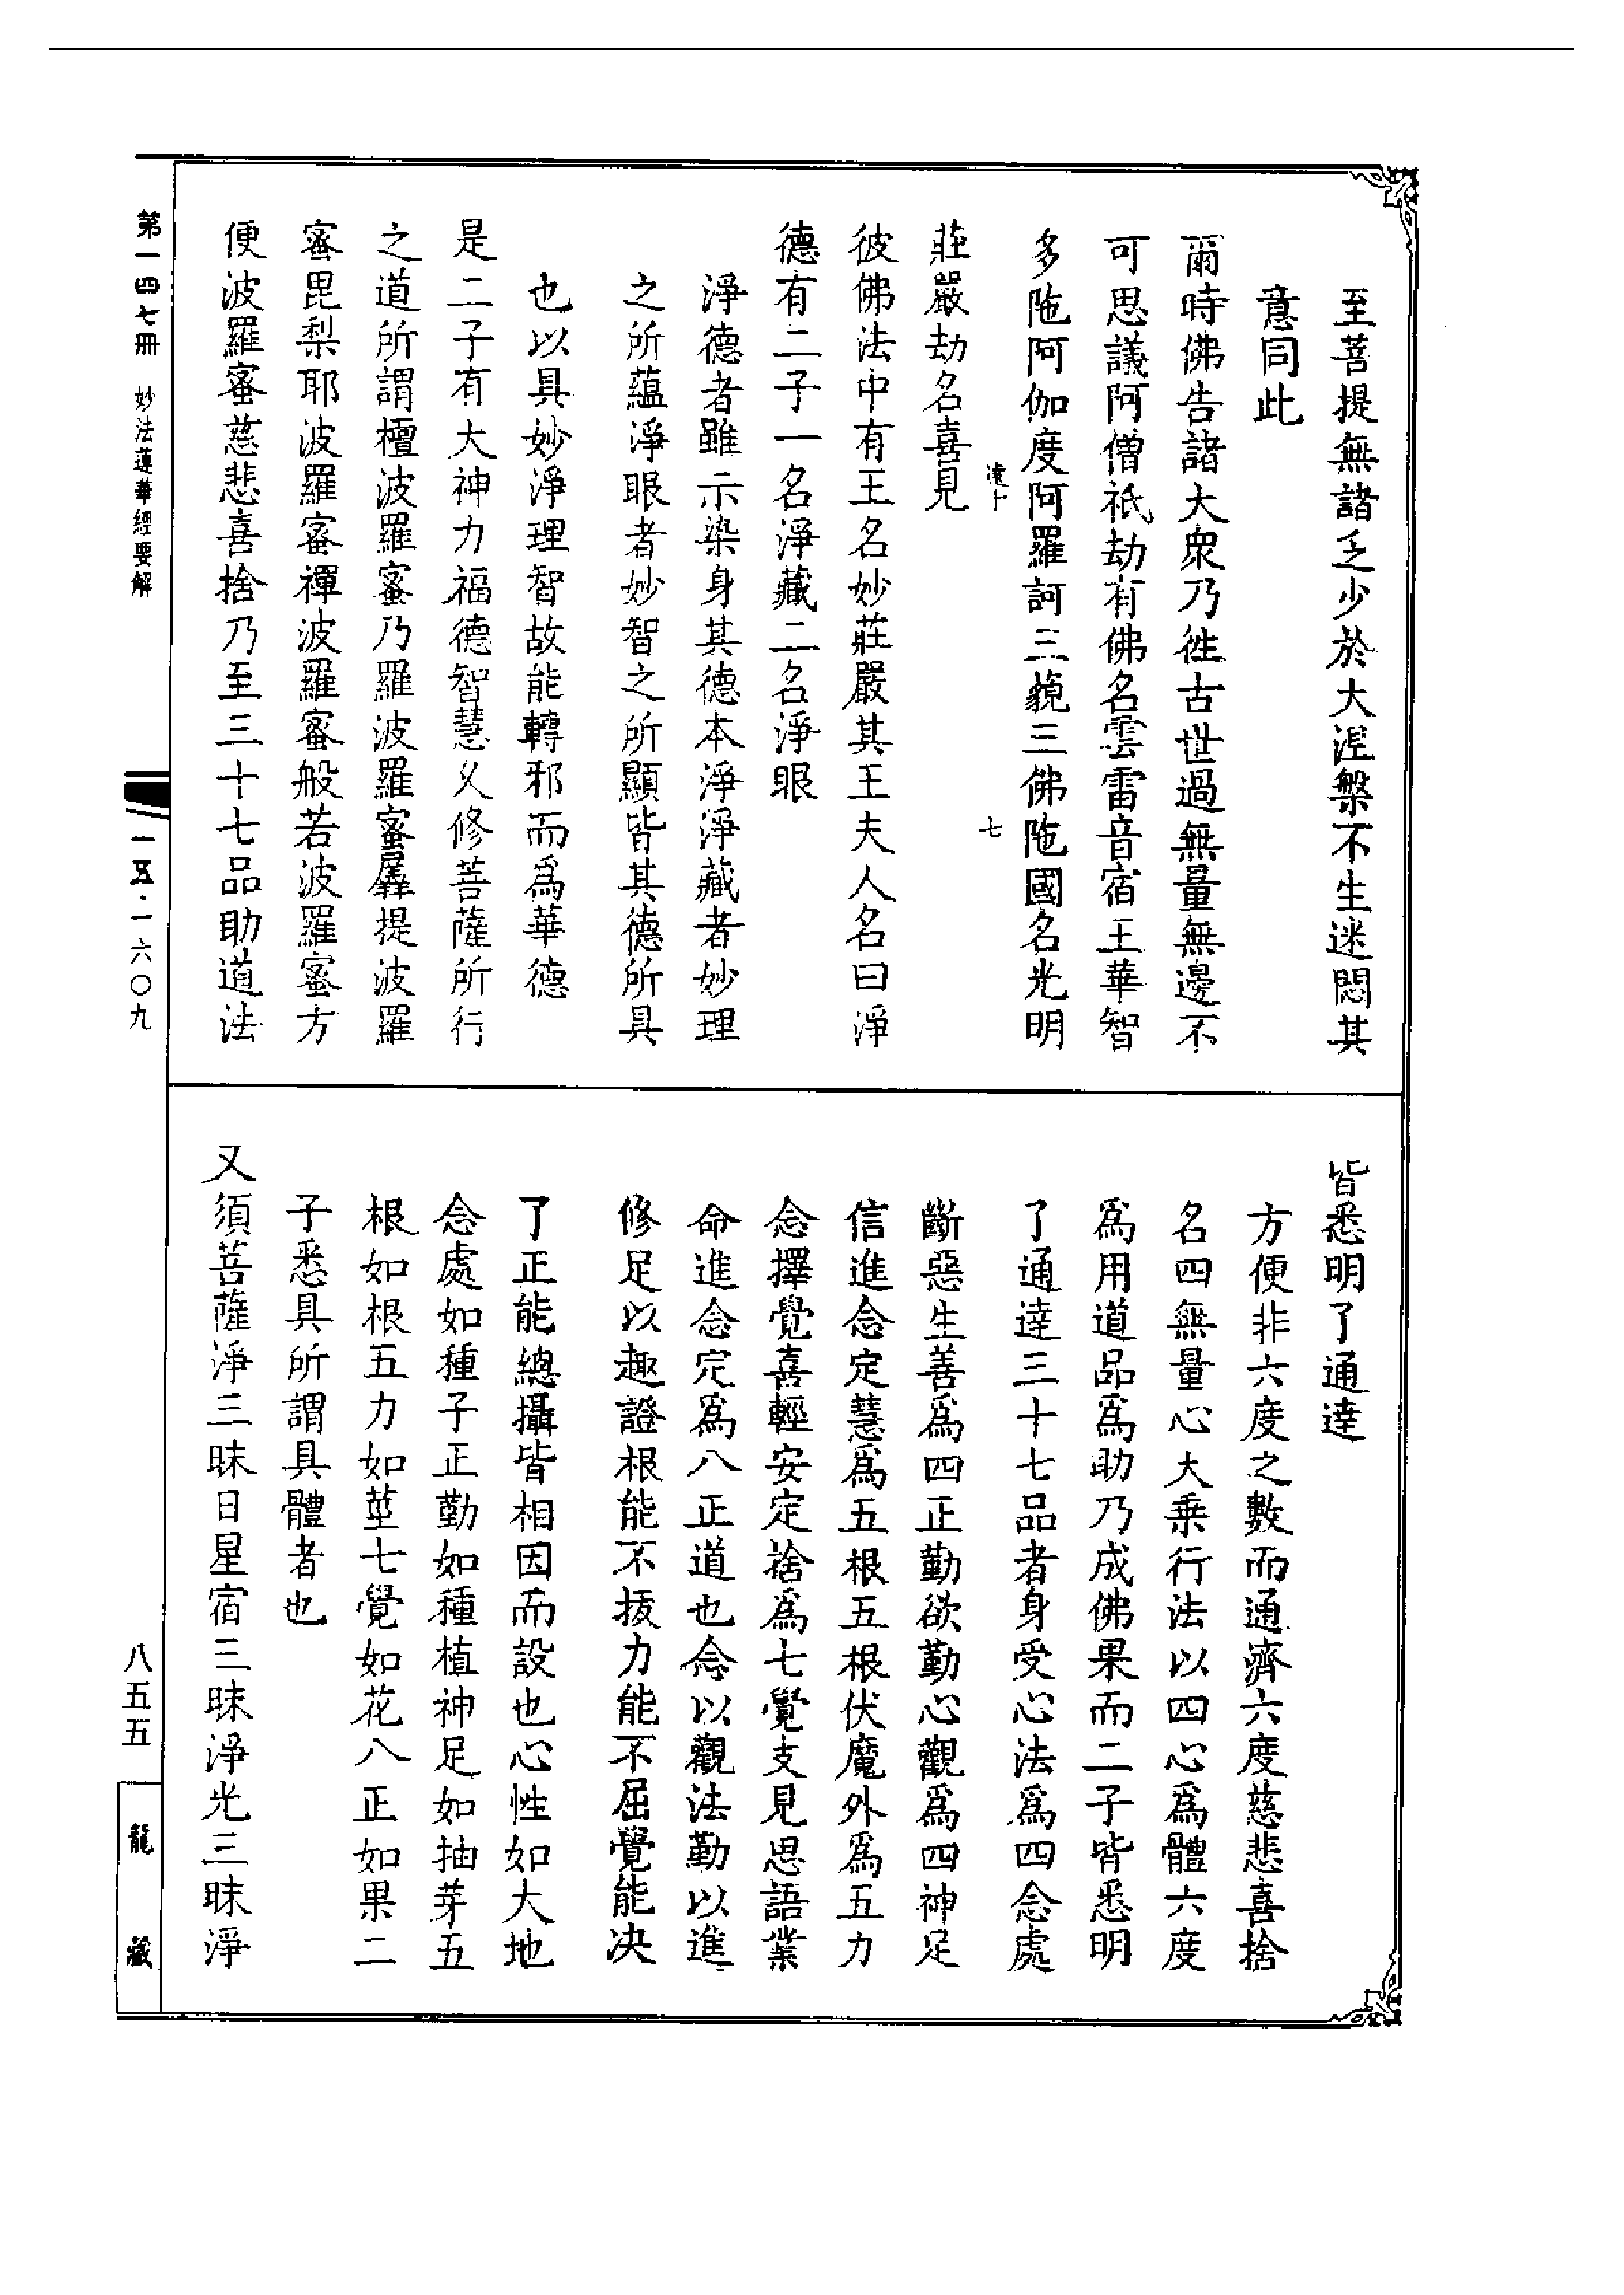 至菩提無諸乏少於大涅槃不生迷悶其
意同此
爾時佛告諸大衆乃徃古世過無量無邊不
可思議阿僧祇劫有佛名雲雷音宿王華智
多陁阿伽度阿羅訶三藐三佛陁國名光明
莊嚴劫名喜見
彼佛法中有王名妙莊嚴其王夫人名曰淨
德有二子一名淨藏二名淨眼
淨德者雖示染身其德本淨淨藏者妙理
之所蘊淨眼者妙智之所顯皆其德所具
也以具妙淨理智故能轉邪而爲華德
是二子有大神力福德智慧乆修菩薩所行
之道所謂檀波羅蜜乃羅波羅蜜羼提波羅
蜜毘梨耶波羅蜜禪波羅蜜般若波羅蜜方
便波羅蜜慈悲喜捨乃至三十七品助道法
皆悉明了通達
方便非六度之數而通濟六度慈悲喜捨
名四無量心大乗行法以四心爲體六度
爲用道品爲助乃成佛果而二子皆悉明
了通達三十七品者身受心法爲四念處
斷惡生善爲四正勤欲勤心觀爲四神足
信進念定慧爲五根五根伏魔外爲五力
念擇覺喜輕安定捨爲七覺支見思語業
命進念定爲八正道也念以觀法勤以進
修足以趣證根能不拔力能不屈覺能决
了正能總攝皆相因而設也心性如大地
念處如種子正勤如種植神足如抽芽五
根如根五力如莖七覺如花八正如果二
子悉具所謂具體者也
又須菩薩淨三昧日星宿三昧淨光三昧淨
遠十
七
第一四七冊 妙法蓮華經要解
一五·一六〇九
八五五
龍藏